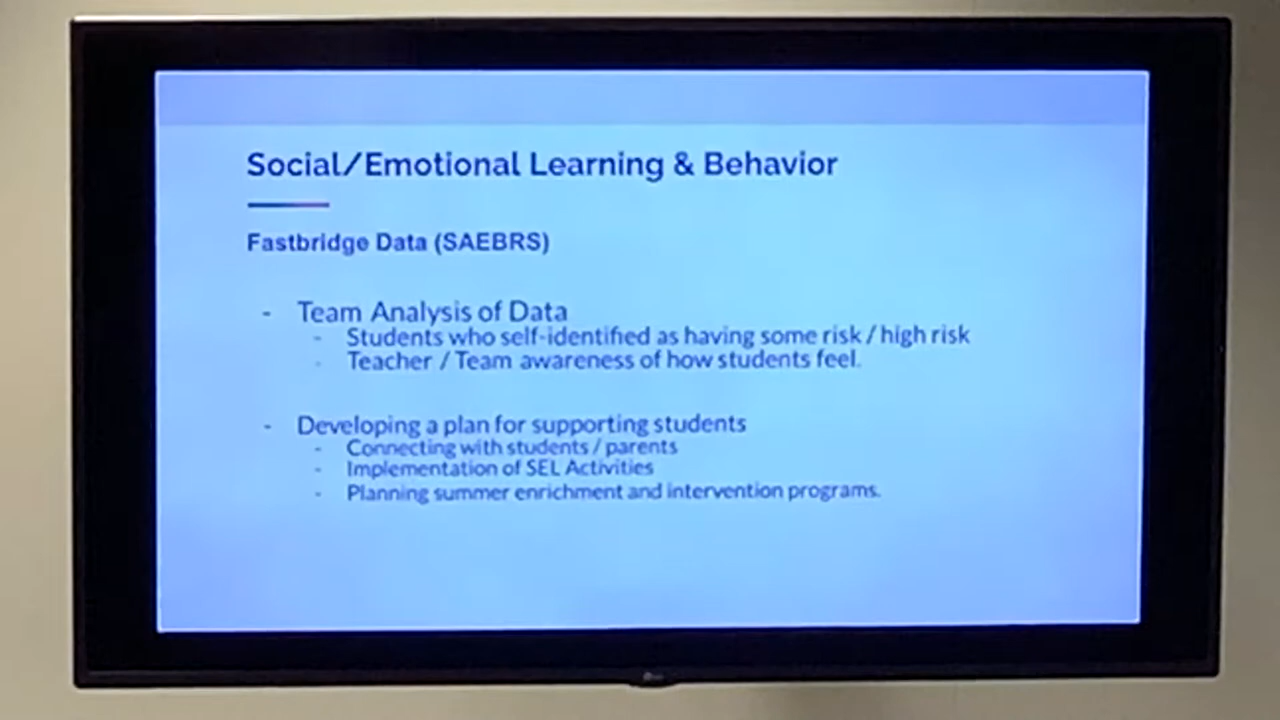 Social/Emotional Learning & Behavior
Fastbridge Data (SAEBRS)
- Team Analysis of Data
- Students who self-identified as having some risk / high risk
- Teacher / Team awareness of how students feel.
- Developing a plan for supporting students
- Connecting with students / parents
- Implementation of SEL Activities
- Planning summer enrichment and intervention programs.